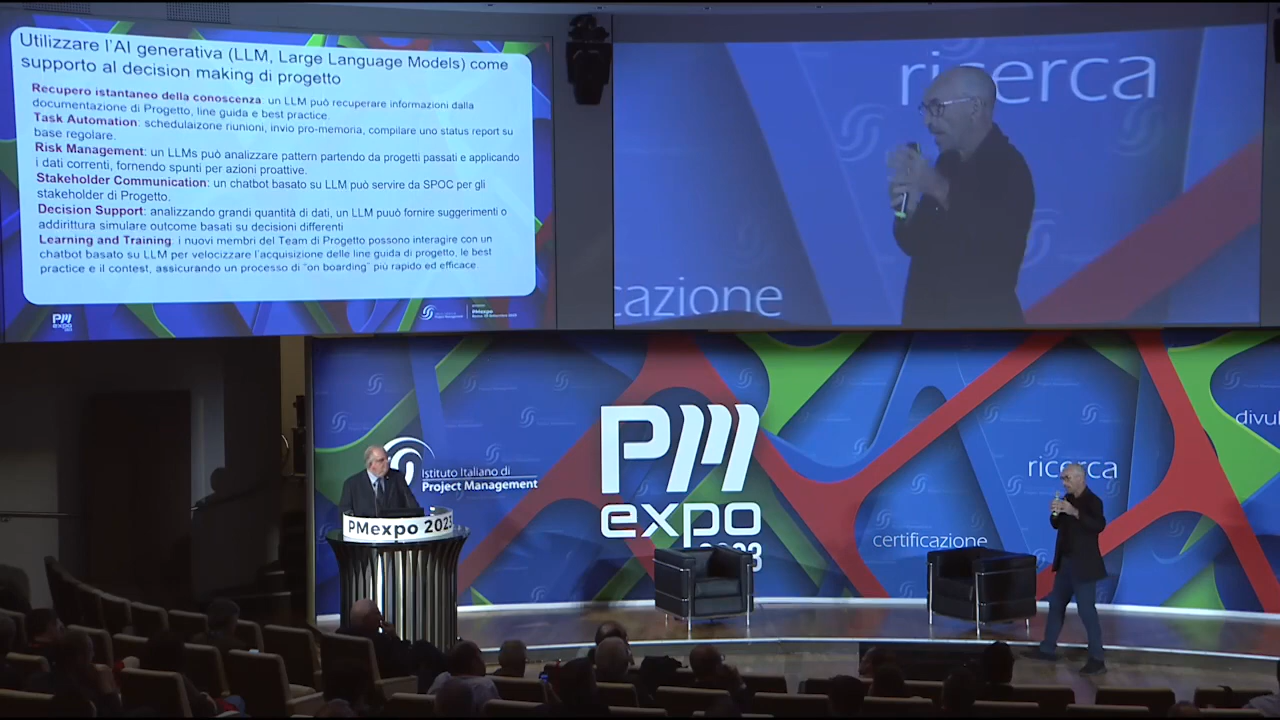 Utilizzare l'AI generativa (LLM, Large Language Models) come
supporto al decision making di progetto
Recupero istantaneo della conoscenza: un LLM può recuperare informazioni dalla
documentazione di Progetto, line guida e best practice.
Task Automation: schedulaizone riunioni, invio pro-memoria, compilare uno status report su
base regolare.
Risk Management: un LLMs può analizzare pattern partendo da progetti passati e applicando
i dati correnti, fornendo spunti per azioni proattive.
Stakeholder Communication: un chatbot basato su LLM può servire da SPOC per gli
stakeholder di Progetto.
Decision Support: analizzando grandi quantità di dati, un LLM puuò fornire suggerimenti o
addirittura simulare outcome basati su decisioni differenti
Learning and Training: i nuovi membri del Team di Progetto possono interagire con un
chatbot basato su LLM per velocizzare l'acquisizione delle line guida di progetto, le best
practice e il contest, assicurando un processo di "on boarding" più rapido ed efficace.
PM
expo
PMexpo
ricerca
cazione
Istituto Italiano di
Project Management
PMexpo 2023
PM
expo
2023
certificazione
ricerca
divul